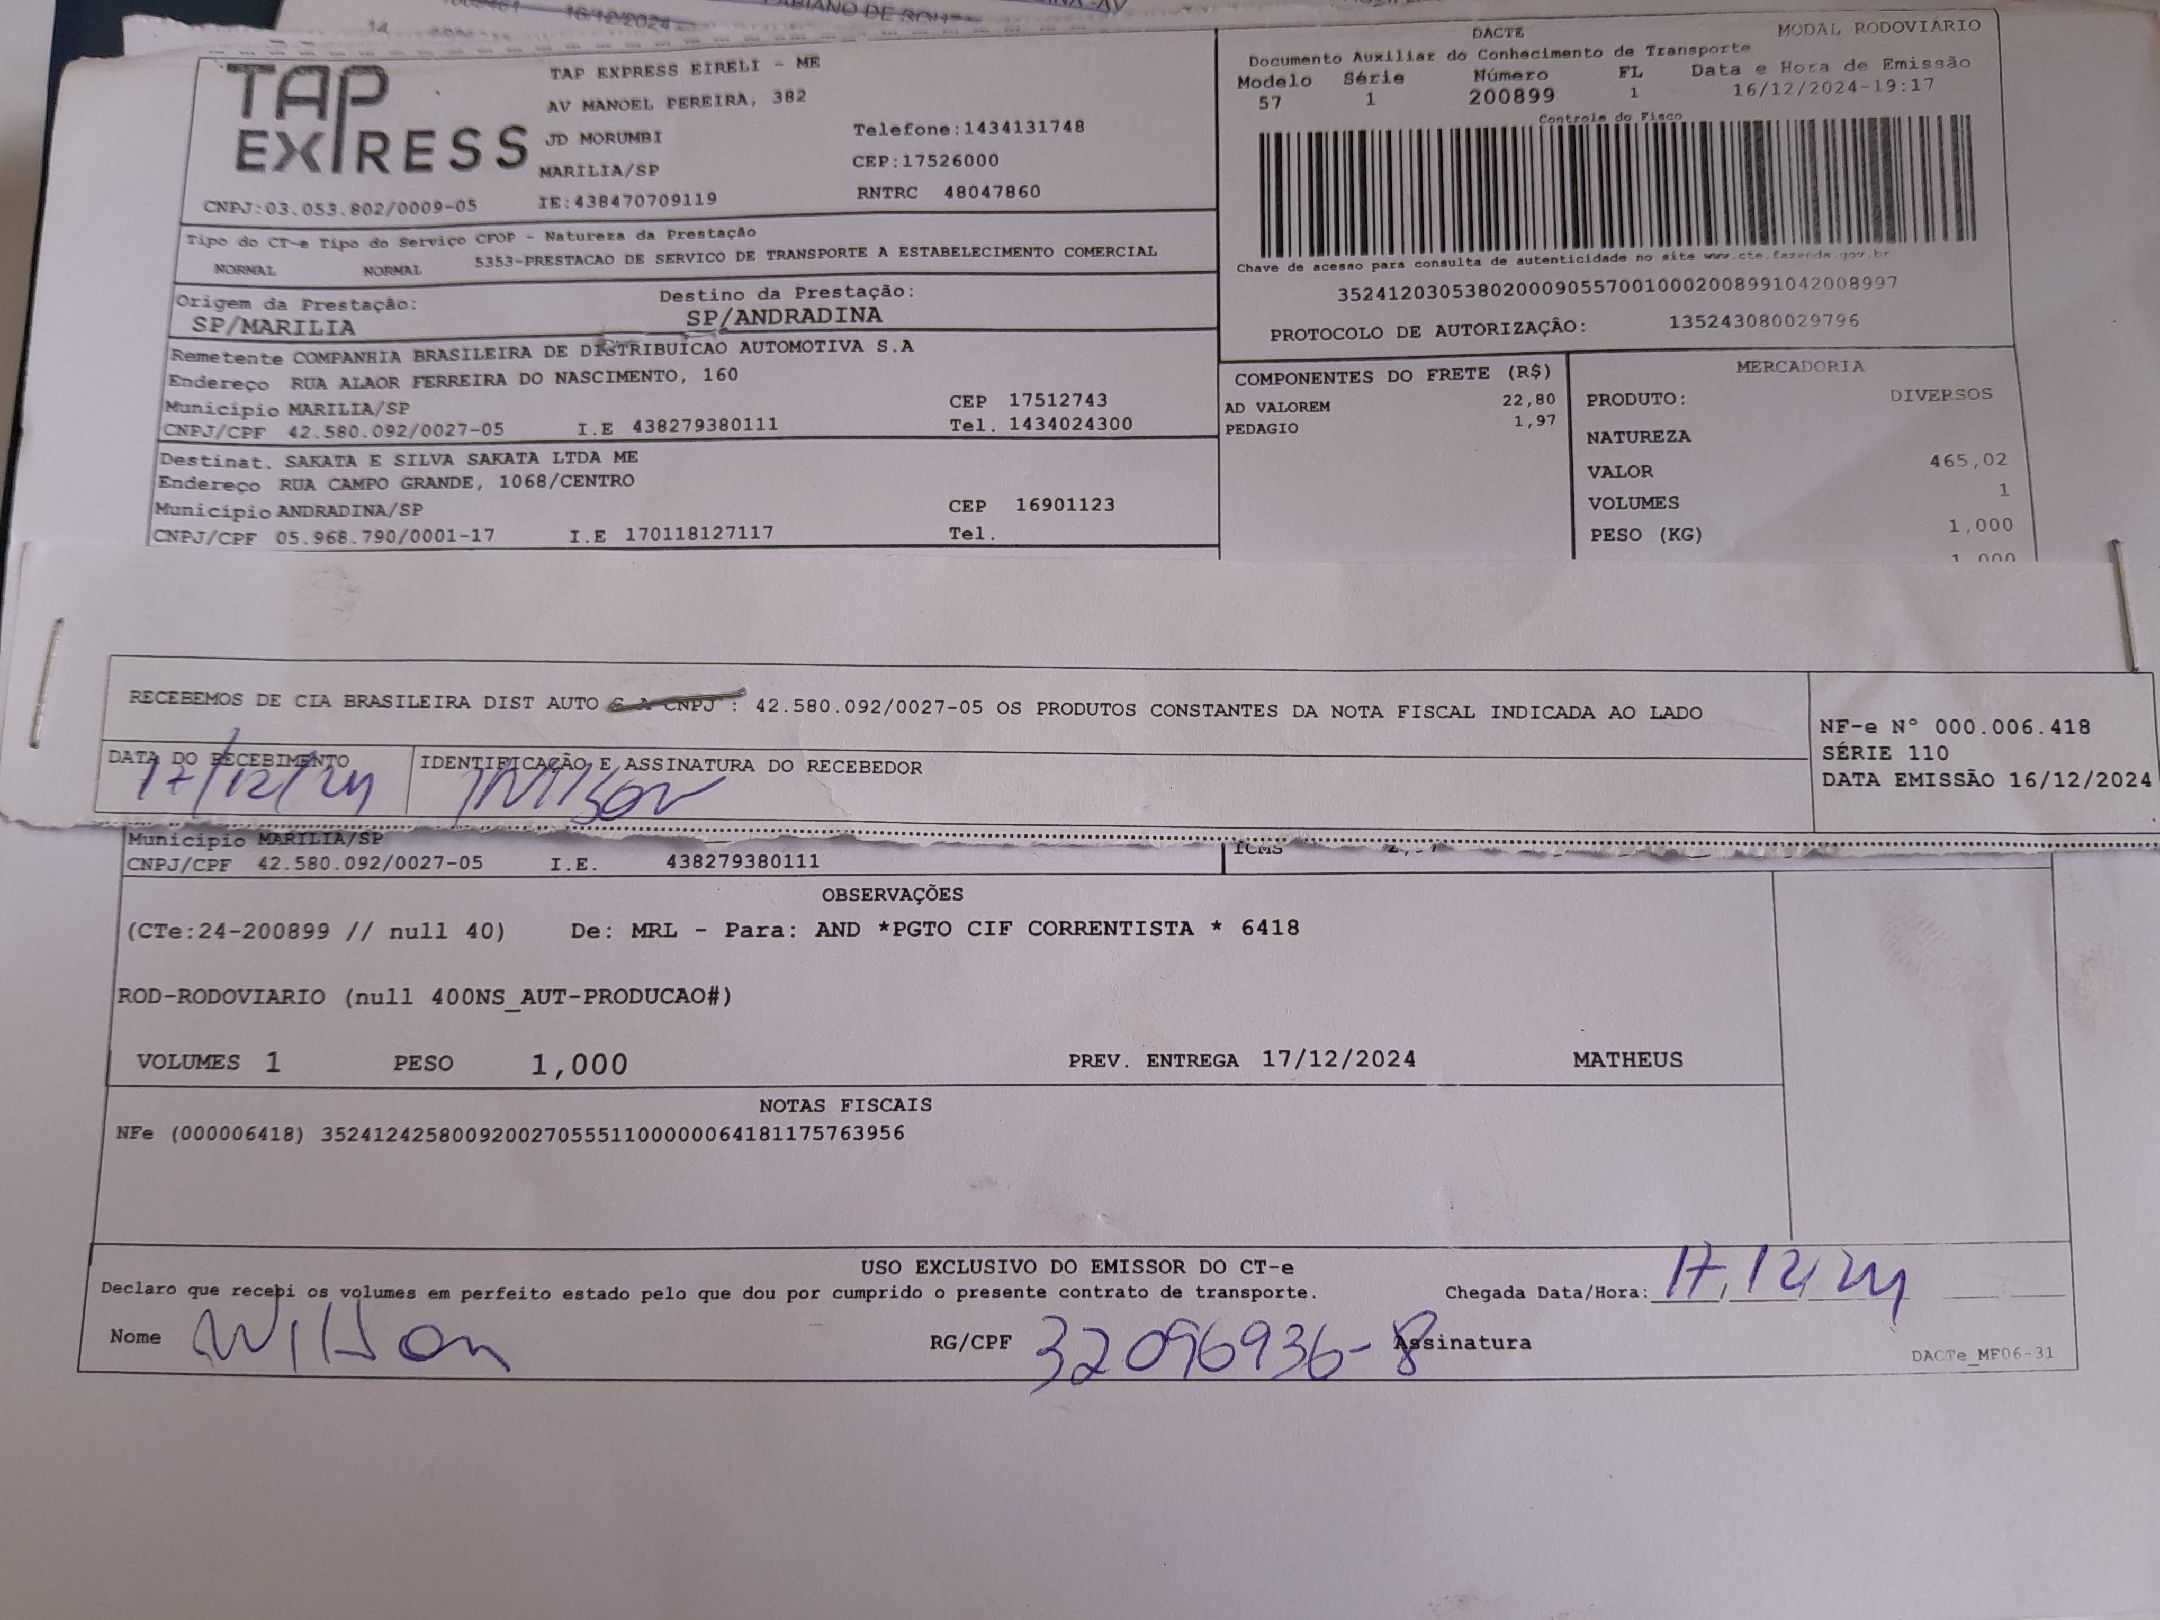 16/12/2024
FABIANO DE SOUZA
14
DACTE
MODAL RODOVIÁRIO
Documento Auxiliar do Conhecimento de Transporte
Modelo Série Número FL Data e Hora de Emissão
57 1 200899 1 16/12/2024-19:17
Controle do Fisco
TAP EXPRESS
TAP EXPRESS EIRELI - ME
AV MANOEL PEREIRA, 382
JD MORUMBI Telefone:1434131748
MARILIA/SP CEP:17526000
CNPJ:03.053.802/0009-05 IE:438470709119 RNTRC 48047860
Tipo do CT-e Tipo do Serviço CFOP - Natureza da Prestação
NORMAL NORMAL 5353-PRESTACAO DE SERVICO DE TRANSPORTE A ESTABELECIMENTO COMERCIAL
Chave de acesso para consulta de autenticidade no site www.cte.fazenda.gov.br
35241203053802000905570010002008991042008997
PROTOCOLO DE AUTORIZAÇÃO: 135243080029796
Origem da Prestação: Destino da Prestação:
SP/MARILIA SP/ANDRADINA
Remetente COMPANHIA BRASILEIRA DE DISTRIBUICAO AUTOMOTIVA S.A
Endereço RUA ALAOR FERREIRA DO NASCIMENTO, 160
Município MARILIA/SP CEP 17512743
CNPJ/CPF 42.580.092/0027-05 I.E 438279380111 Tel. 1434024300
Destinat. SAKATA E SILVA SAKATA LTDA ME
Endereço RUA CAMPO GRANDE, 1068/CENTRO
Município ANDRADINA/SP CEP 16901123
CNPJ/CPF 05.968.790/0001-17 I.E 170118127117 Tel.
COMPONENTES DO FRETE (R$)
AD VALOREM 22,80
PEDAGIO 1,97
MERCADORIA
PRODUTO: DIVERSOS
NATUREZA
VALOR 465,02
VOLUMES 1
PESO (KG) 1,000
1,000
RECEBEMOS DE CIA BRASILEIRA DIST AUTO S A CNPJ : 42.580.092/0027-05 OS PRODUTOS CONSTANTES DA NOTA FISCAL INDICADA AO LADO
NF-e N° 000.006.418
SÉRIE 110
DATA EMISSÃO 16/12/2024
DATA DO RECEBIMENTO IDENTIFICAÇÃO E ASSINATURA DO RECEBEDOR
17/12/24 Wilson
Município MARILIA/SP
CNPJ/CPF 42.580.092/0027-05 I.E. 438279380111
ICMS
OBSERVAÇÕES
(CTe:24-200899 // null 40) De: MRL - Para: AND *PGTO CIF CORRENTISTA * 6418
ROD-RODOVIARIO (null 400NS_AUT-PRODUCAO#)
VOLUMES 1 PESO 1,000 PREV. ENTREGA 17/12/2024 MATHEUS
NOTAS FISCAIS
NFe (000006418) 35241242580092002705551100000064181175763956
USO EXCLUSIVO DO EMISSOR DO CT-e
Declaro que recebi os volumes em perfeito estado pelo que dou por cumprido o presente contrato de transporte. Chegada Data/Hora: 17,12,24
Nome Wilson RG/CPF 32096936-8 Assinatura
DACTe_MF06-31